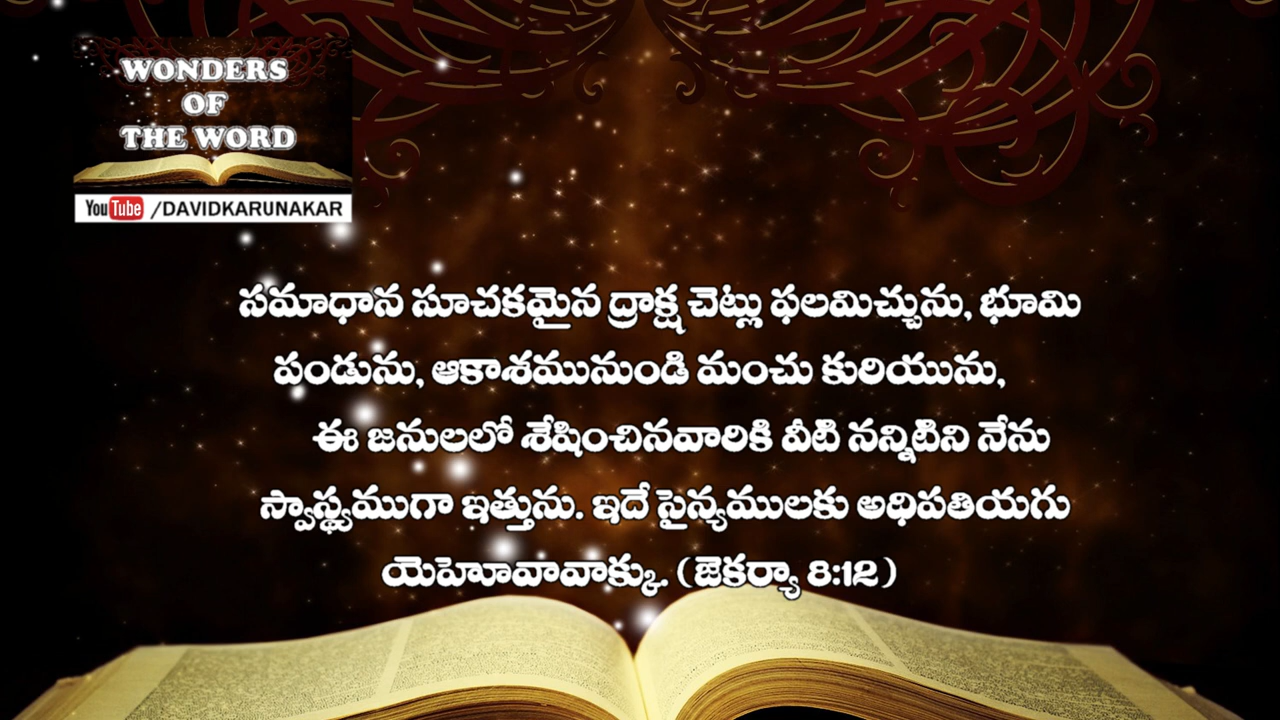 WONDERS
OF
THE WORD
YouTube /DAVIDKARUNAKAR
సమాధాన సూచకమైన ద్రాక్ష చెట్లు ఫలమిచ్చును, భూమి
పండును, ఆకాశమునుండి మంచు కురియును,
ఈ జనులలో శేషించినవారికి వీటి నన్నిటిని నేను
స్వాస్థ్యముగా ఇత్తును. ఇదే సైన్యములకు అధిపతియగు
యెహోవావాక్కు. (జెకర్యా 8:12)